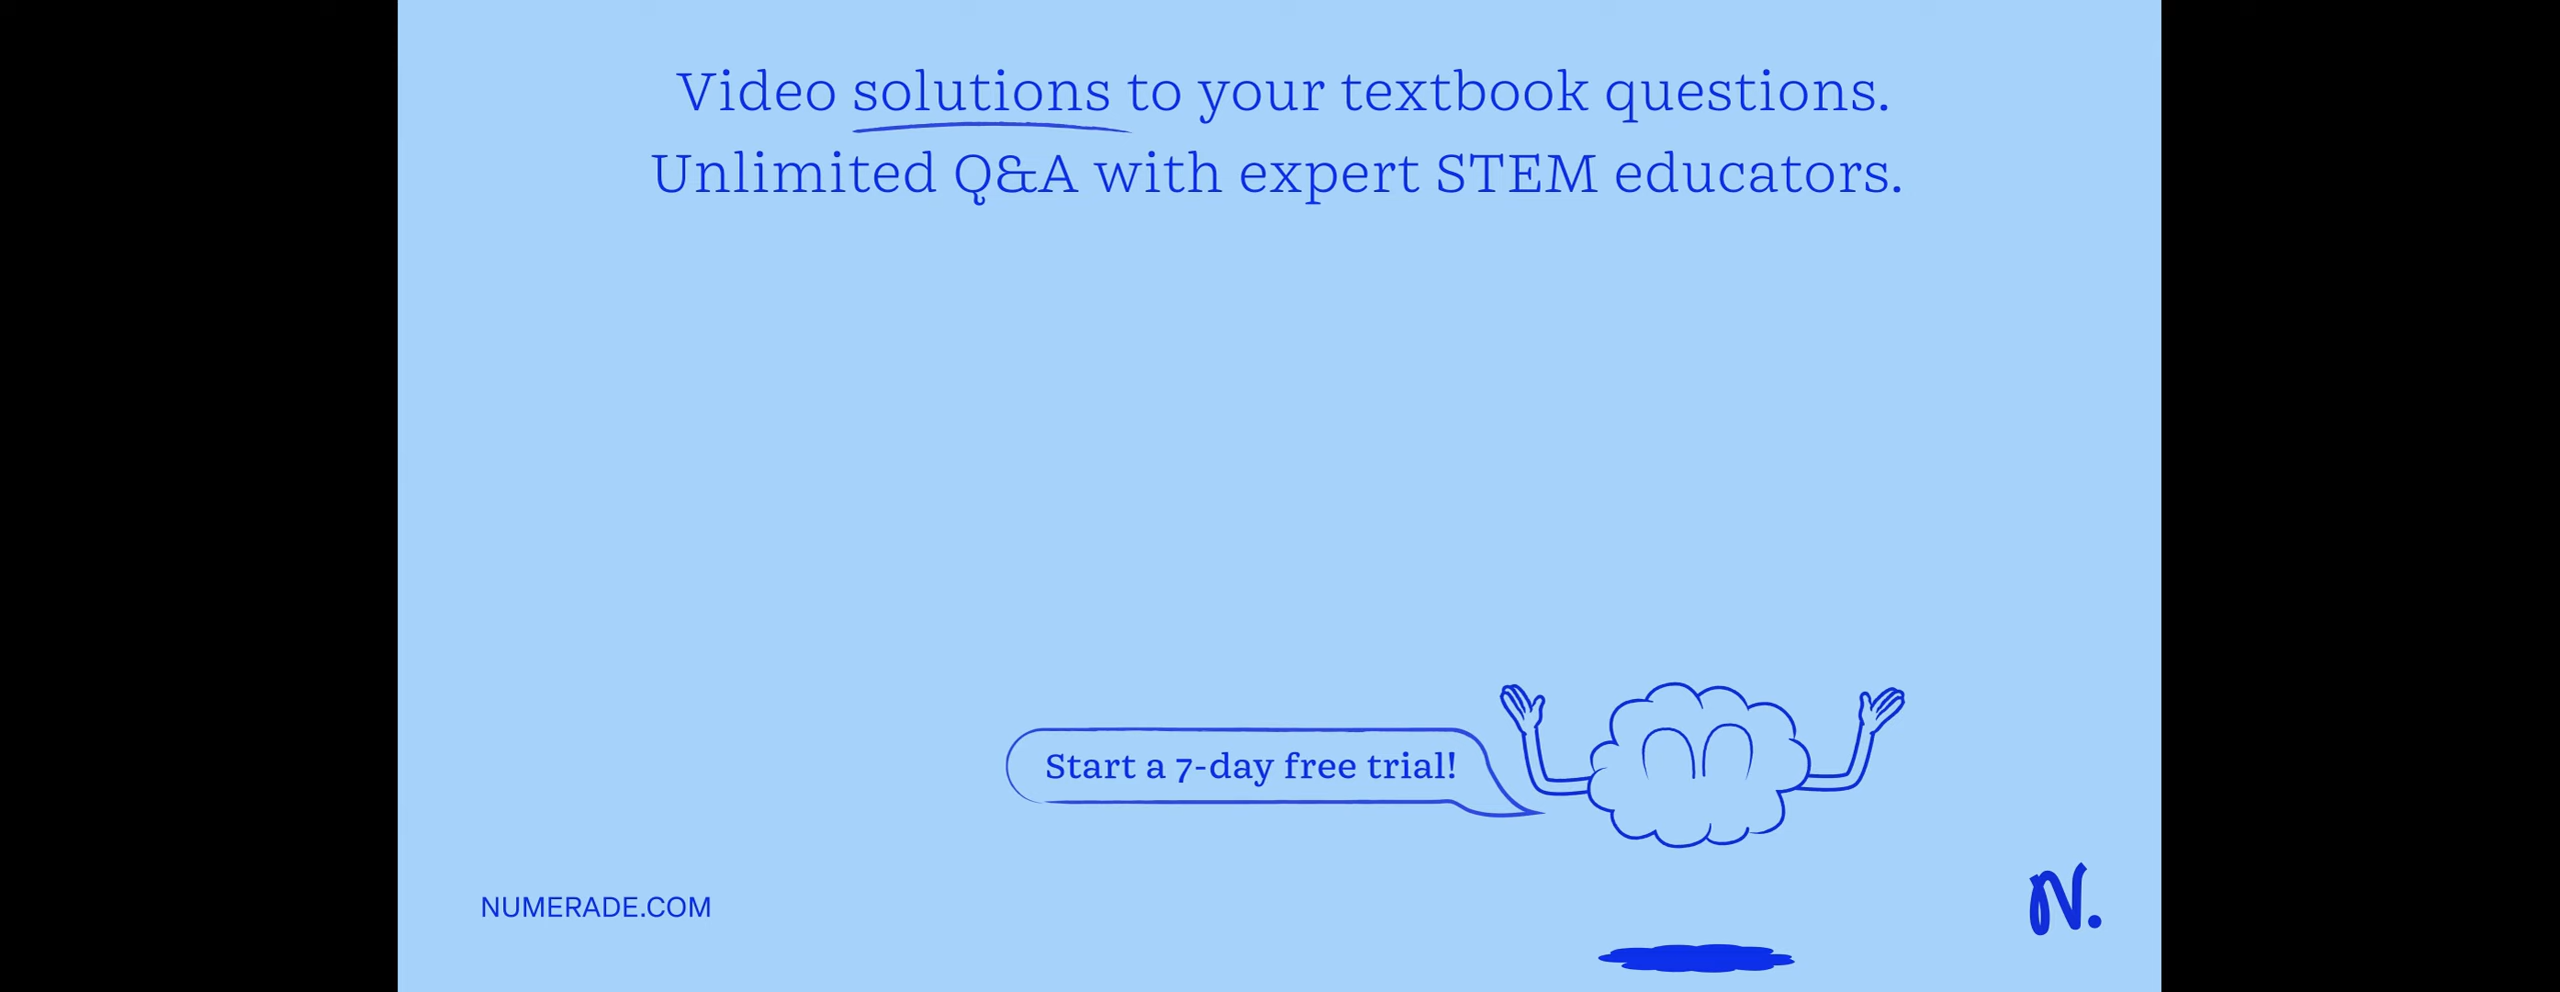 Video solutions to your textbook questions.
Unlimited Q&A with expert STEM educators.
Start a 7-day free trial!
NUMERADE.COM
N.